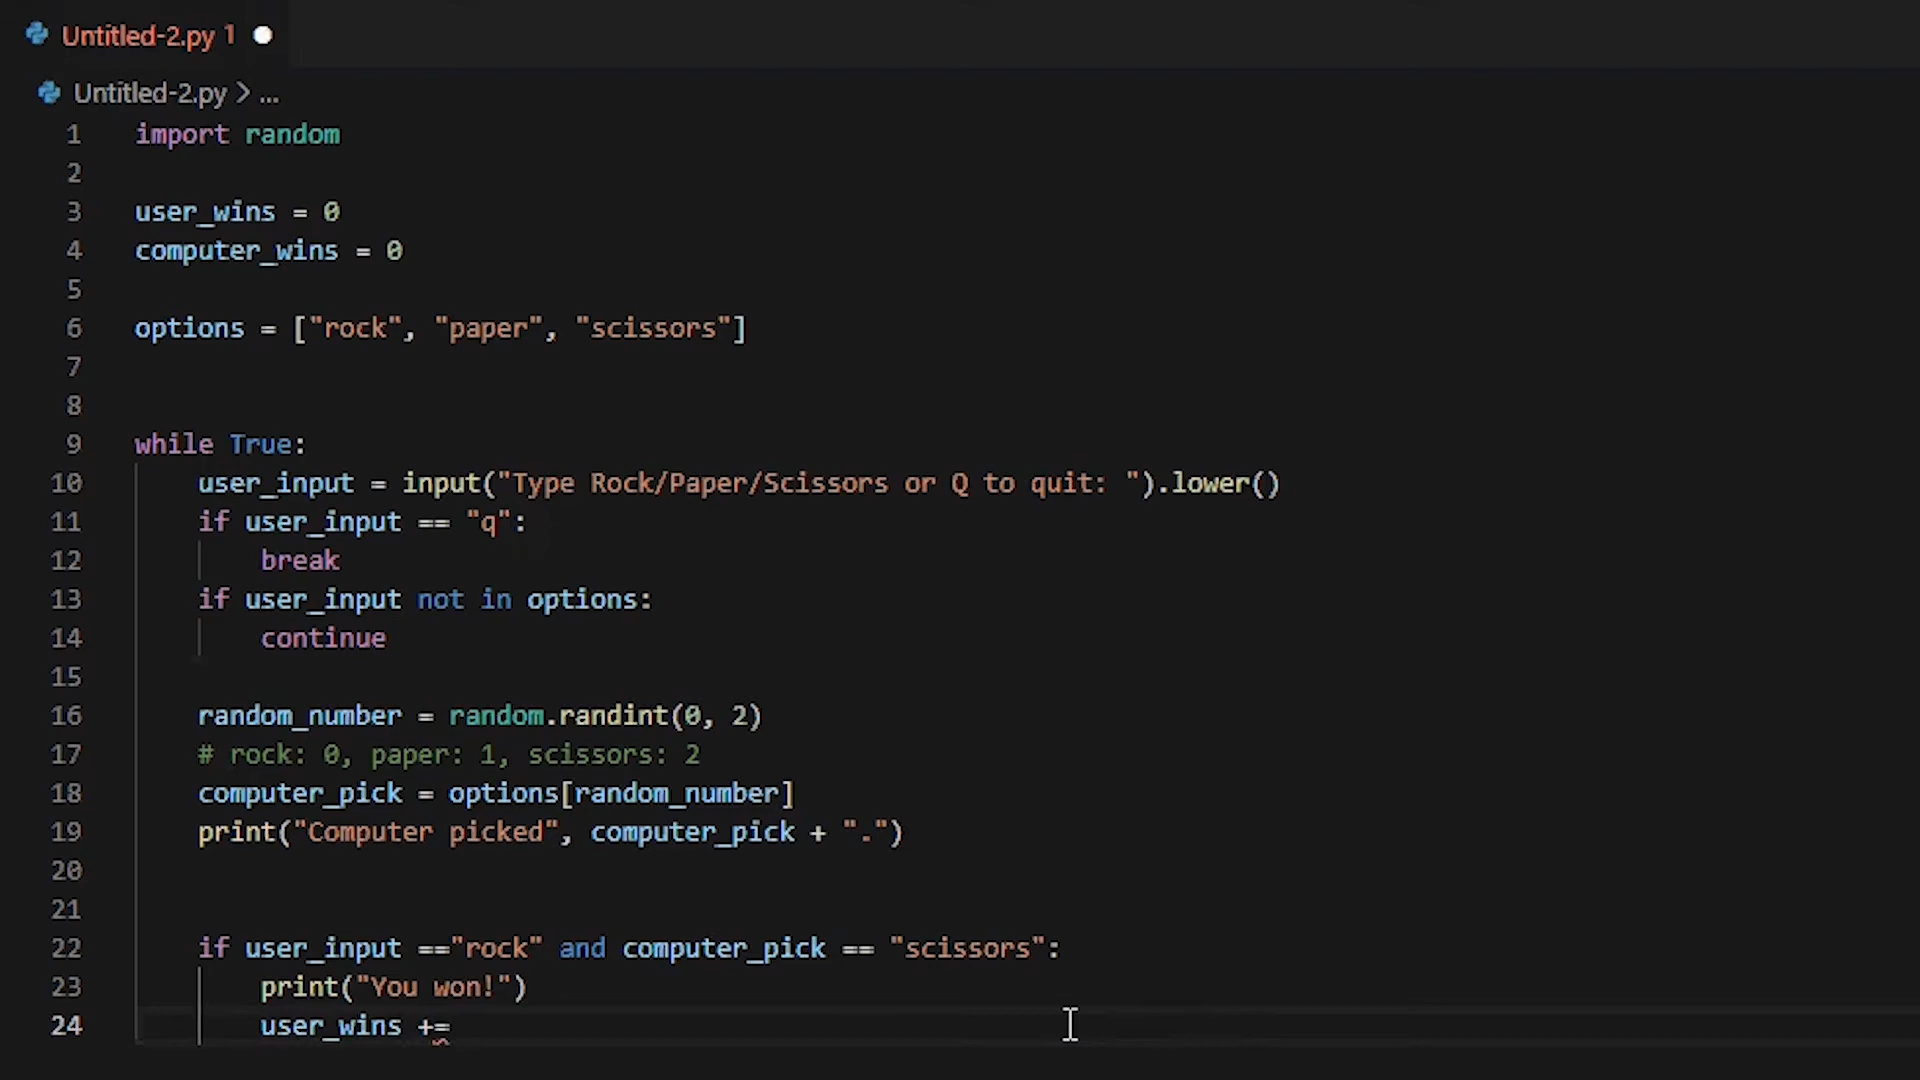 Untitled-2.py 1
Untitled-2.py > ...
1 import random
2
3 user_wins = 0
4 computer_wins = 0
5
6 options = ["rock", "paper", "scissors"]
7
8
9 while True:
10     user_input = input("Type Rock/Paper/Scissors or Q to quit: ").lower()
11     if user_input == "q":
12         break
13     if user_input not in options:
14         continue
15
16     random_number = random.randint(0, 2)
17     # rock: 0, paper: 1, scissors: 2
18     computer_pick = options[random_number]
19     print("Computer picked", computer_pick + ".")
20
21
22     if user_input =="rock" and computer_pick == "scissors":
23         print("You won!")
24         user_wins +=